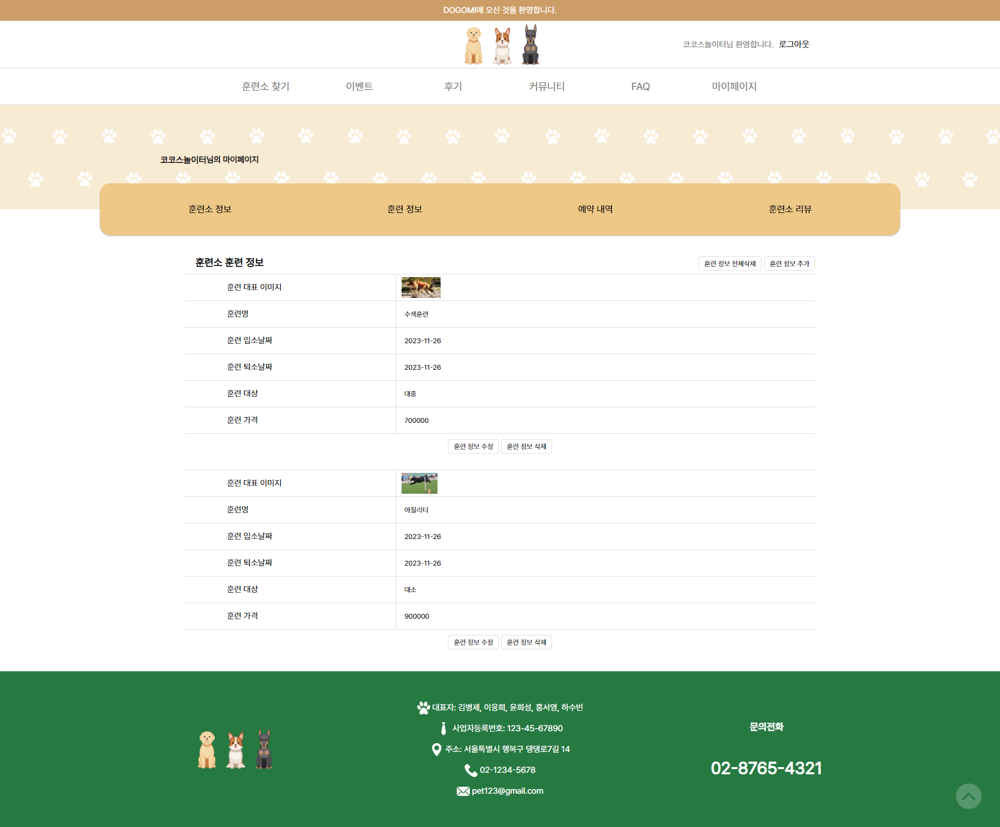 DOGOMI에 오신 것을 환영합니다.
코코스놀이터님 환영합니다. 로그아웃
훈련소 찾기 이벤트 후기 커뮤니티 FAQ 마이페이지
코코스놀이터님의 마이페이지
훈련소 정보 훈련 정보 예약 내역 훈련소 리뷰
훈련소 훈련 정보 훈련 정보 전체삭제 훈련 정보 추가
훈련 대표 이미지
훈련명 수색훈련
훈련 입소날짜 2023-11-26
훈련 퇴소날짜 2023-11-26
훈련 대상 대중
훈련 가격 700000
훈련 정보 수정 훈련 정보 삭제
훈련 대표 이미지
훈련명 아질리티
훈련 입소날짜 2023-11-26
훈련 퇴소날짜 2023-11-26
훈련 대상 대소
훈련 가격 900000
훈련 정보 수정 훈련 정보 삭제
대표자: 김병제, 이웅희, 윤희성, 홍서영, 하수빈
사업자등록번호: 123-45-67890
주소: 서울특별시 행복구 댕댕로7길 14
02-1234-5678
pet123@gmail.com
문의전화
02-8765-4321